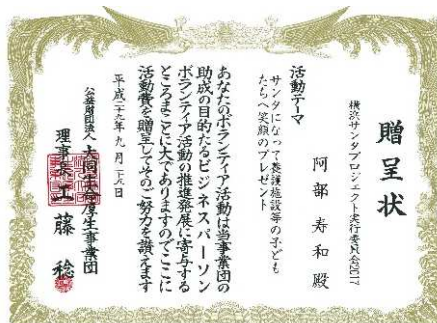 贈呈状
横浜サンタプロジェクト実行委員会2017
阿部 寿和 殿
活動テーマ
サンタになって養護施設等の子ども
たちへ笑顔のプレゼント
あなたのボランティア活動は当事業団の
助成の目的たるビジネスパーソン
ボランティア活動の推進発展に寄与する
ところまことに大でありますのでここに
活動費を贈呈してそのご努力を讃えます
平成二十九年九月二十六日
公益財団法人 大同生命厚生事業団
理事長 工藤 稔